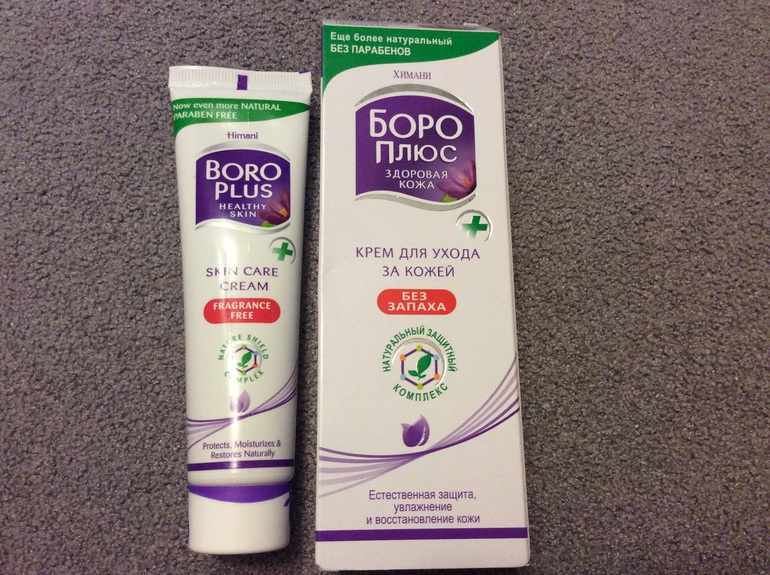 Now even more NATURAL
PARABEN FREE
Himani
BORO
PLUS
HEALTHY
SKIN
SKIN CARE
CREAM
FRAGRANCE
FREE
NATURE SHIELD
COMPLEX
Protects, Moisturizes &
Restores Naturally
Еще более натуральный
БЕЗ ПАРАБЕНОВ
ХИМАНИ
БОРО
ПЛЮС
ЗДОРОВАЯ
КОЖА
КРЕМ ДЛЯ УХОДА
ЗА КОЖЕЙ
БЕЗ
ЗАПАХА
НАТУРАЛЬНЫЙ ЗАЩИТНЫЙ
КОМПЛЕКС
Естественная защита,
увлажнение
и восстановление кожи